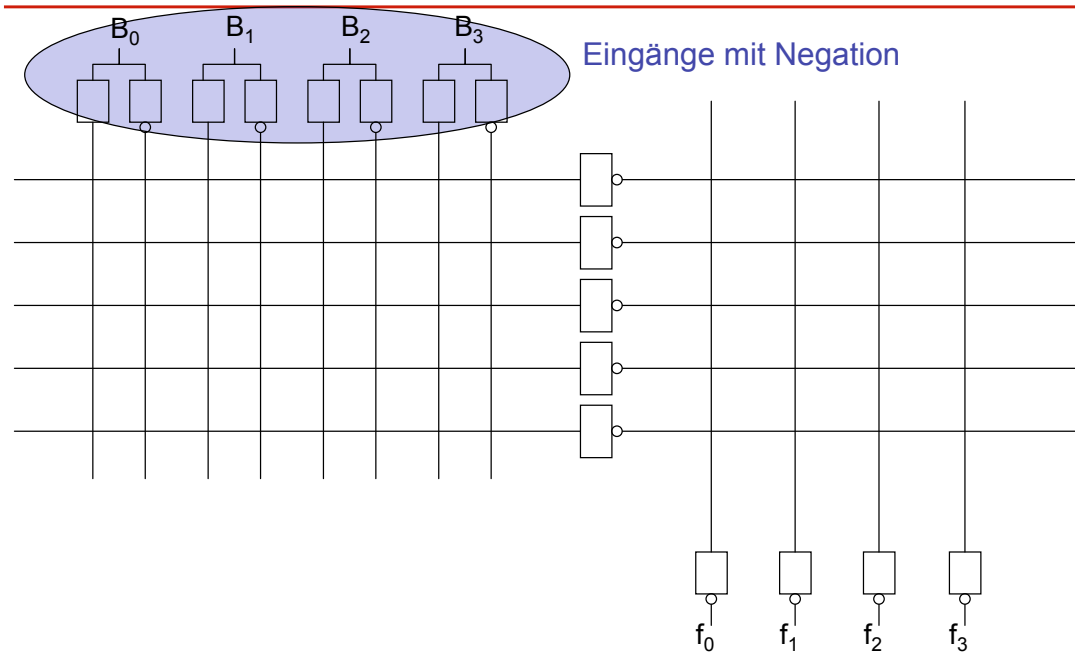 B₀ B₁ B₂ B₃
Eingänge mit Negation
f₀ f₁ f₂ f₃